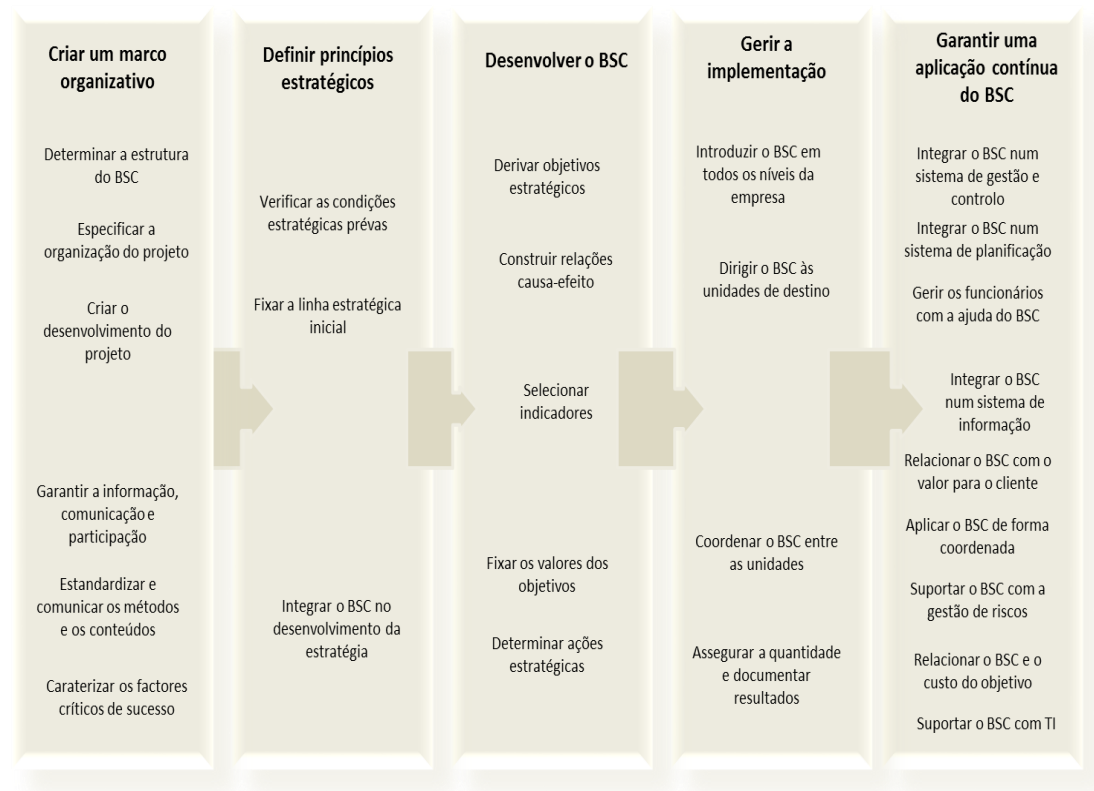 Criar um marco
organizativo
Determinar a estrutura
do BSC
Especificar a
organização do projeto
Criar o
desenvolvimento do
projeto
Garantir a informação,
comunicação e
participação
Estandardizar e
comunicar os métodos
e os conteúdos
Caraterizar os factores
críticos de sucesso
Definir princípios
estratégicos
Verificar as condições
estratégicas prévas
Fixar a linha estratégica
inicial
Integrar o BSC no
desenvolvimento da
estratégia
Desenvolver o BSC
Derivar objetivos
estratégicos
Construir relações
causa-efeito
Selecionar
indicadores
Fixar os valores dos
objetivos
Determinar ações
estratégicas
Gerir a
implementação
Introduzir o BSC em
todos os níveis da
empresa
Dirigir o BSC às
unidades de destino
Coordenar o BSC entre
as unidades
Assegurar a quantidade
e documentar
resultados
Garantir uma
aplicação contínua
do BSC
Integrar o BSC num
sistema de gestão e
controlo
Integrar o BSC num
sistema de planificação
Gerir os funcionários
com a ajuda do BSC
Integrar o BSC
num sistema de
informação
Relacionar o BSC com o
valor para o cliente
Aplicar o BSC de forma
coordenada
Suportar o BSC com a
gestão de riscos
Relacionar o BSC e o
custo do objetivo
Suportar o BSC com TI